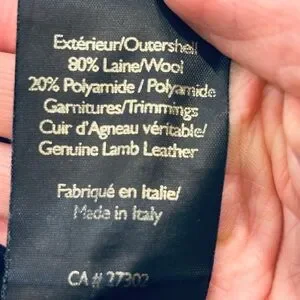 Extérieur/Outershell
80% Laine/Wool
20% Polyamide / Polyamide
Garnitures/Trimmings
Cuir d'Agneau véritable/
Genuine Lamb Leather
Fabriqué en Italie/
Made in Italy
CA # 27302